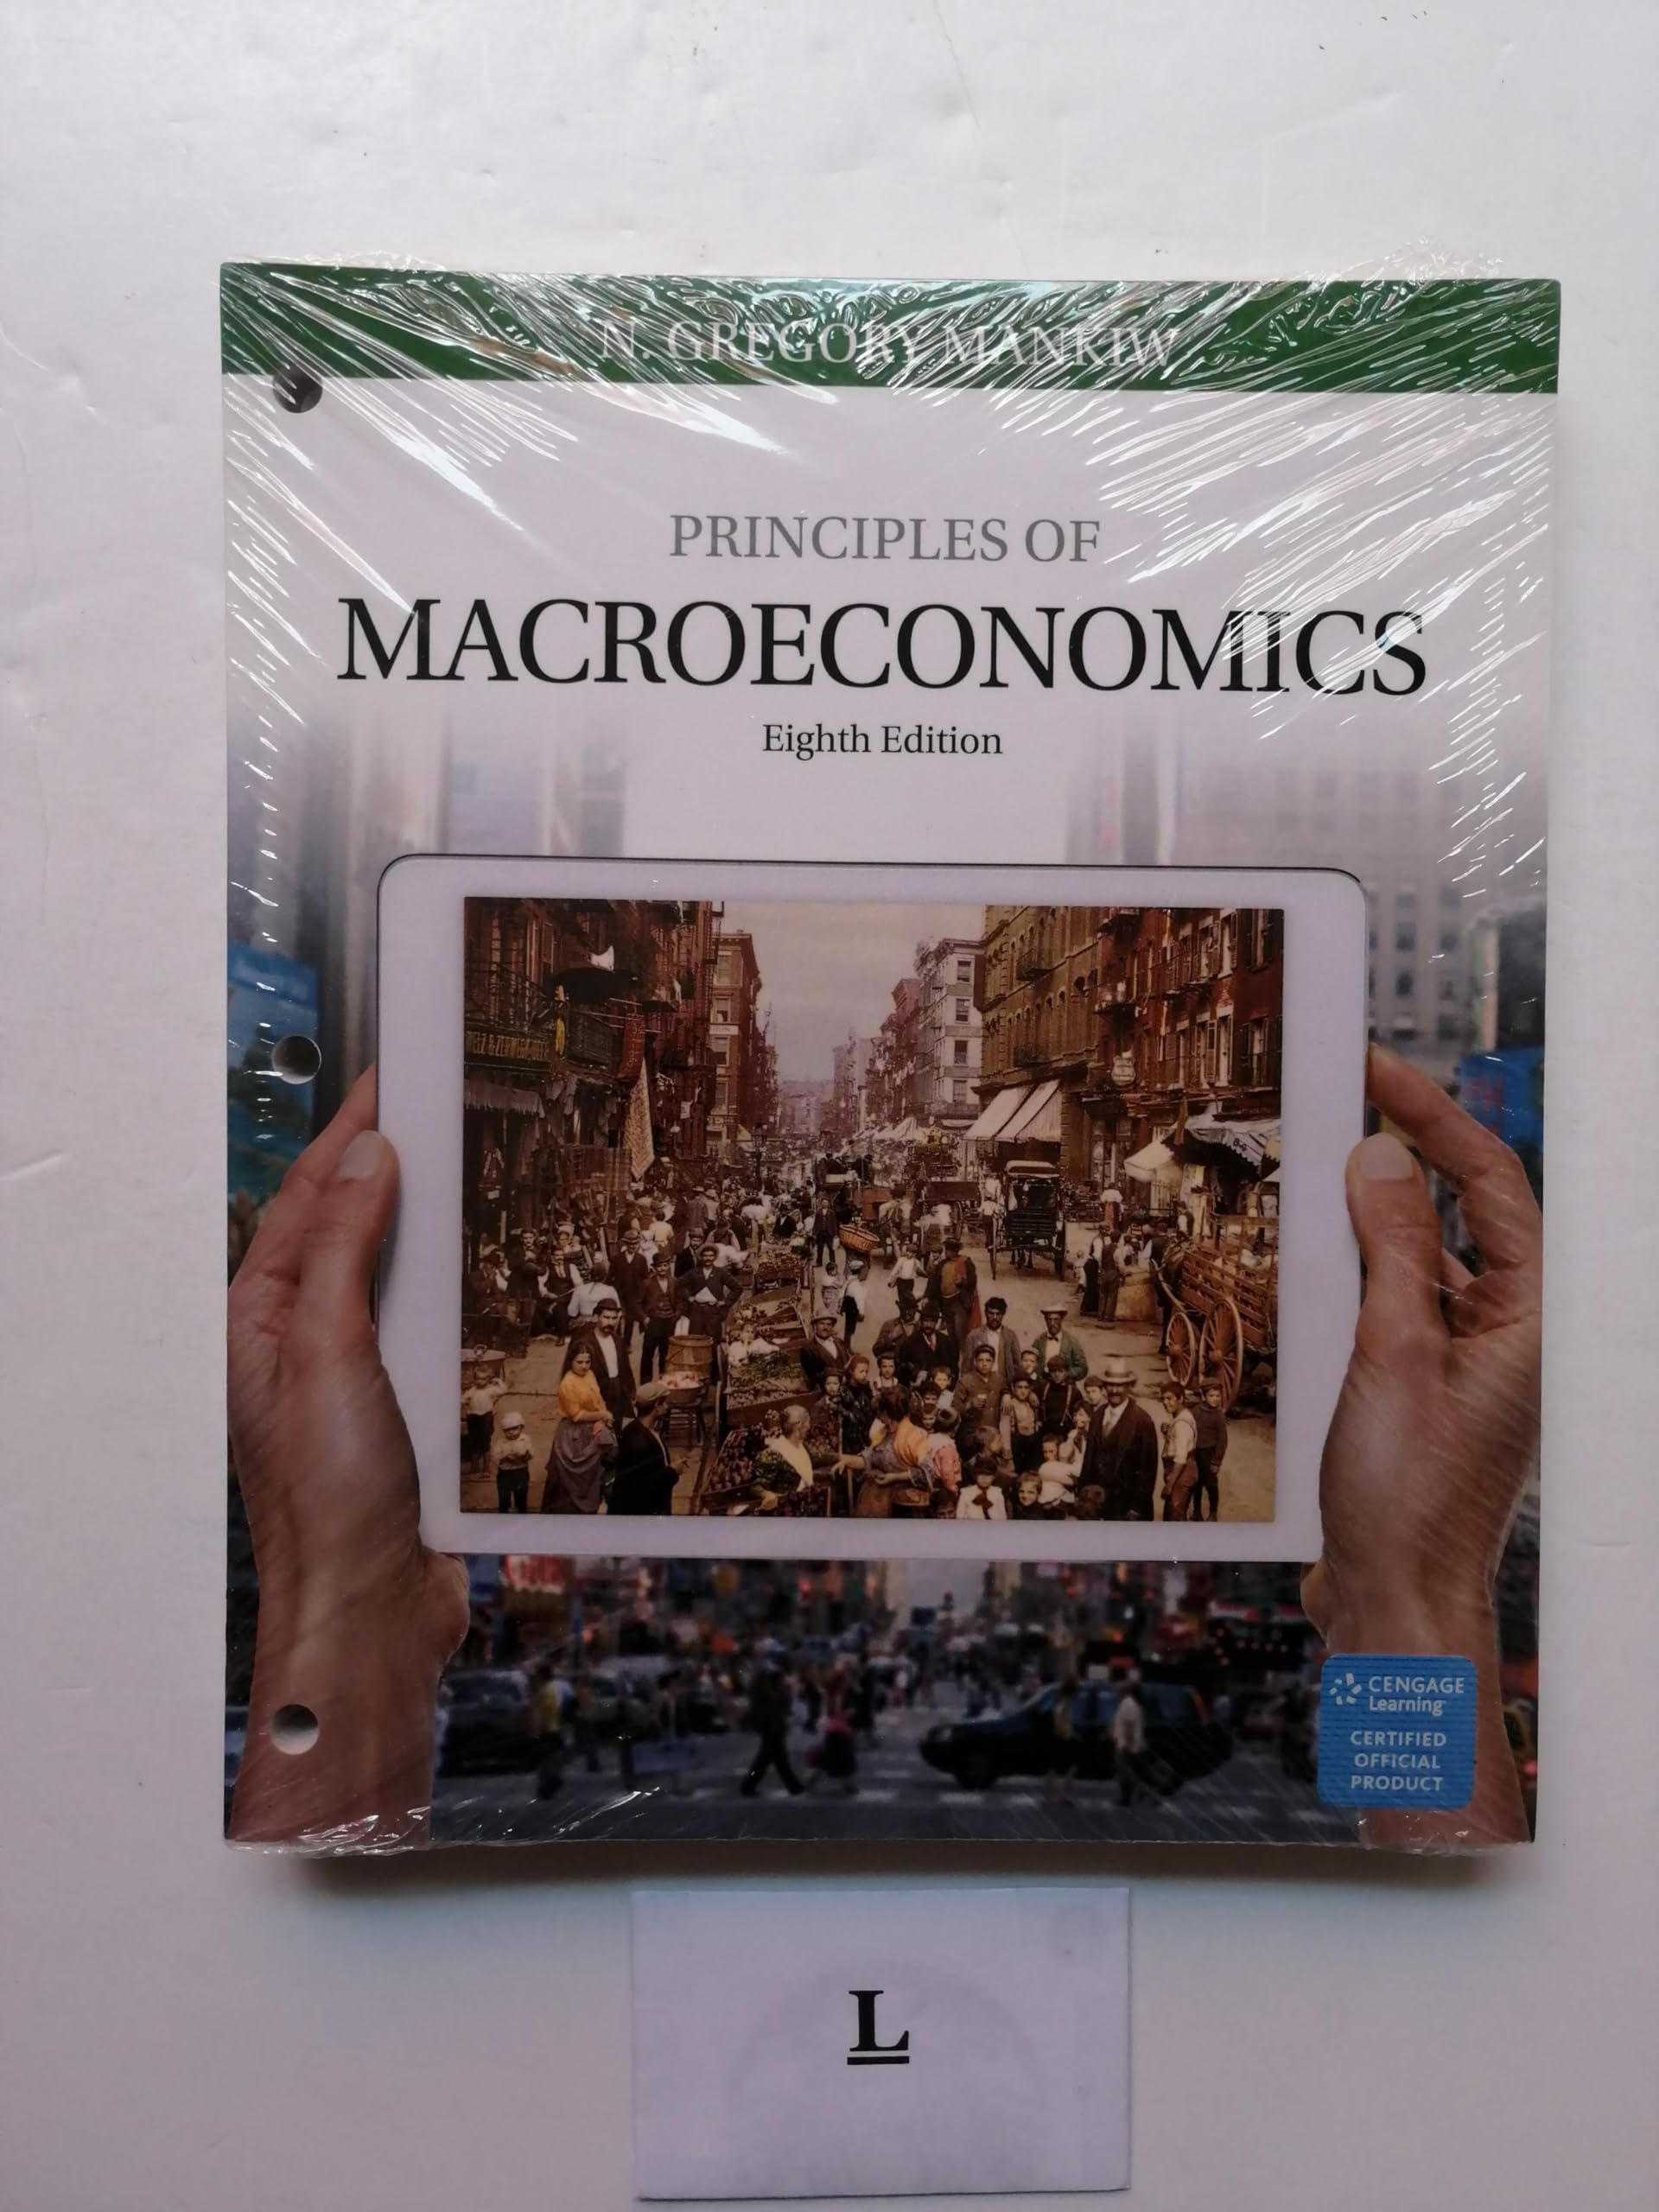 N. GREGORY MANKIW
PRINCIPLES OF
MACROECONOMICS
Eighth Edition
CENGAGE
Learning
CERTIFIED
OFFICIAL
PRODUCT
L